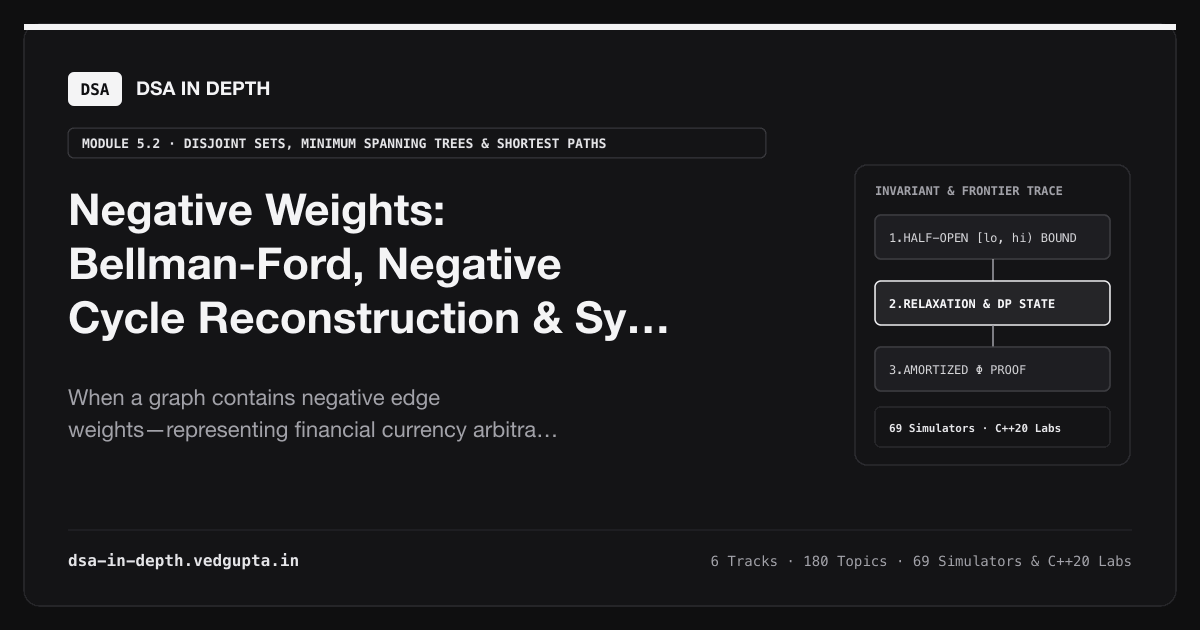 DSA
DSA IN DEPTH
MODULE 5.2 · DISJOINT SETS, MINIMUM SPANNING TREES & SHORTEST PATHS
Negative Weights:
Bellman-Ford, Negative
Cycle Reconstruction & Sy...
When a graph contains negative edge
weights—representing financial currency arbitra...
INVARIANT & FRONTIER TRACE
1.HALF-OPEN [lo, hi) BOUND
2.RELAXATION & DP STATE
3.AMORTIZED Φ PROOF
69 Simulators · C++20 Labs
dsa-in-depth.vedgupta.in
6 Tracks · 180 Topics · 69 Simulators & C++20 Labs